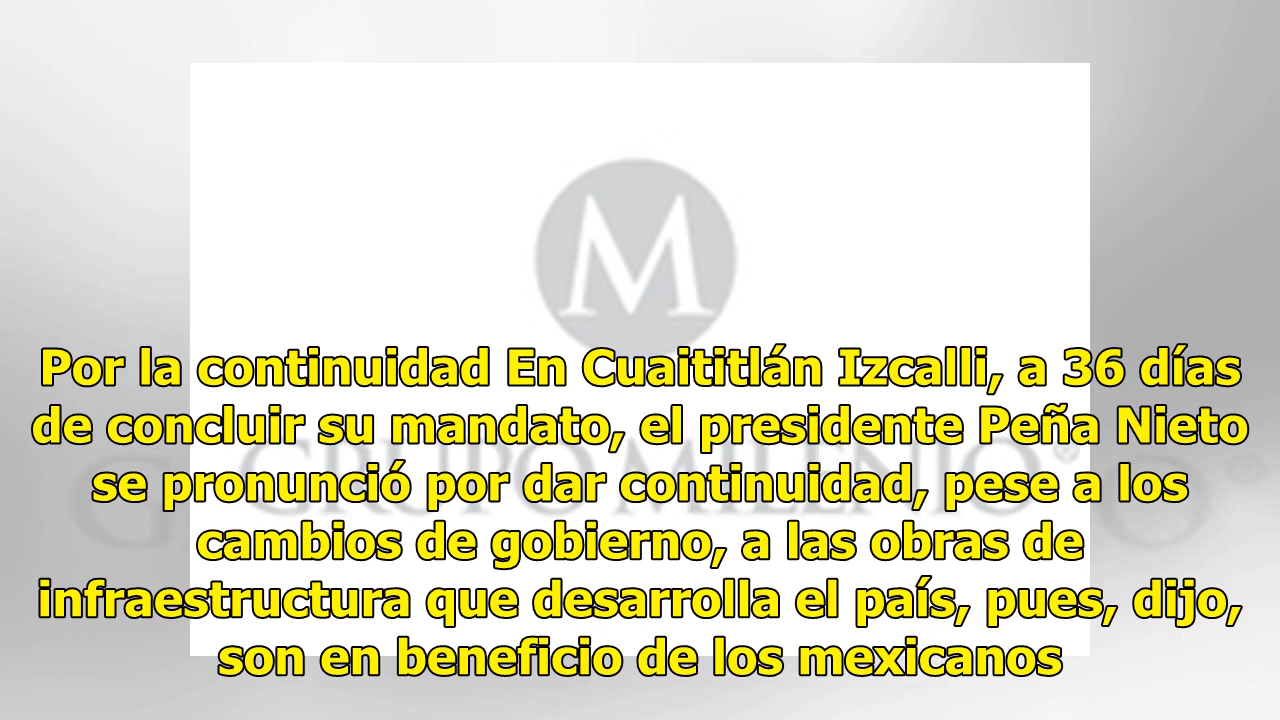 M
Por la continuidad En Cuaititlán Izcalli, a 36 días
de concluir su mandato, el presidente Peña Nieto
se pronunció por dar continuidad, pese a los
cambios de gobierno, a las obras de
infraestructura que desarrolla el país, pues, dijo,
son en beneficio de los mexicanos
GRUPO MILENIO®